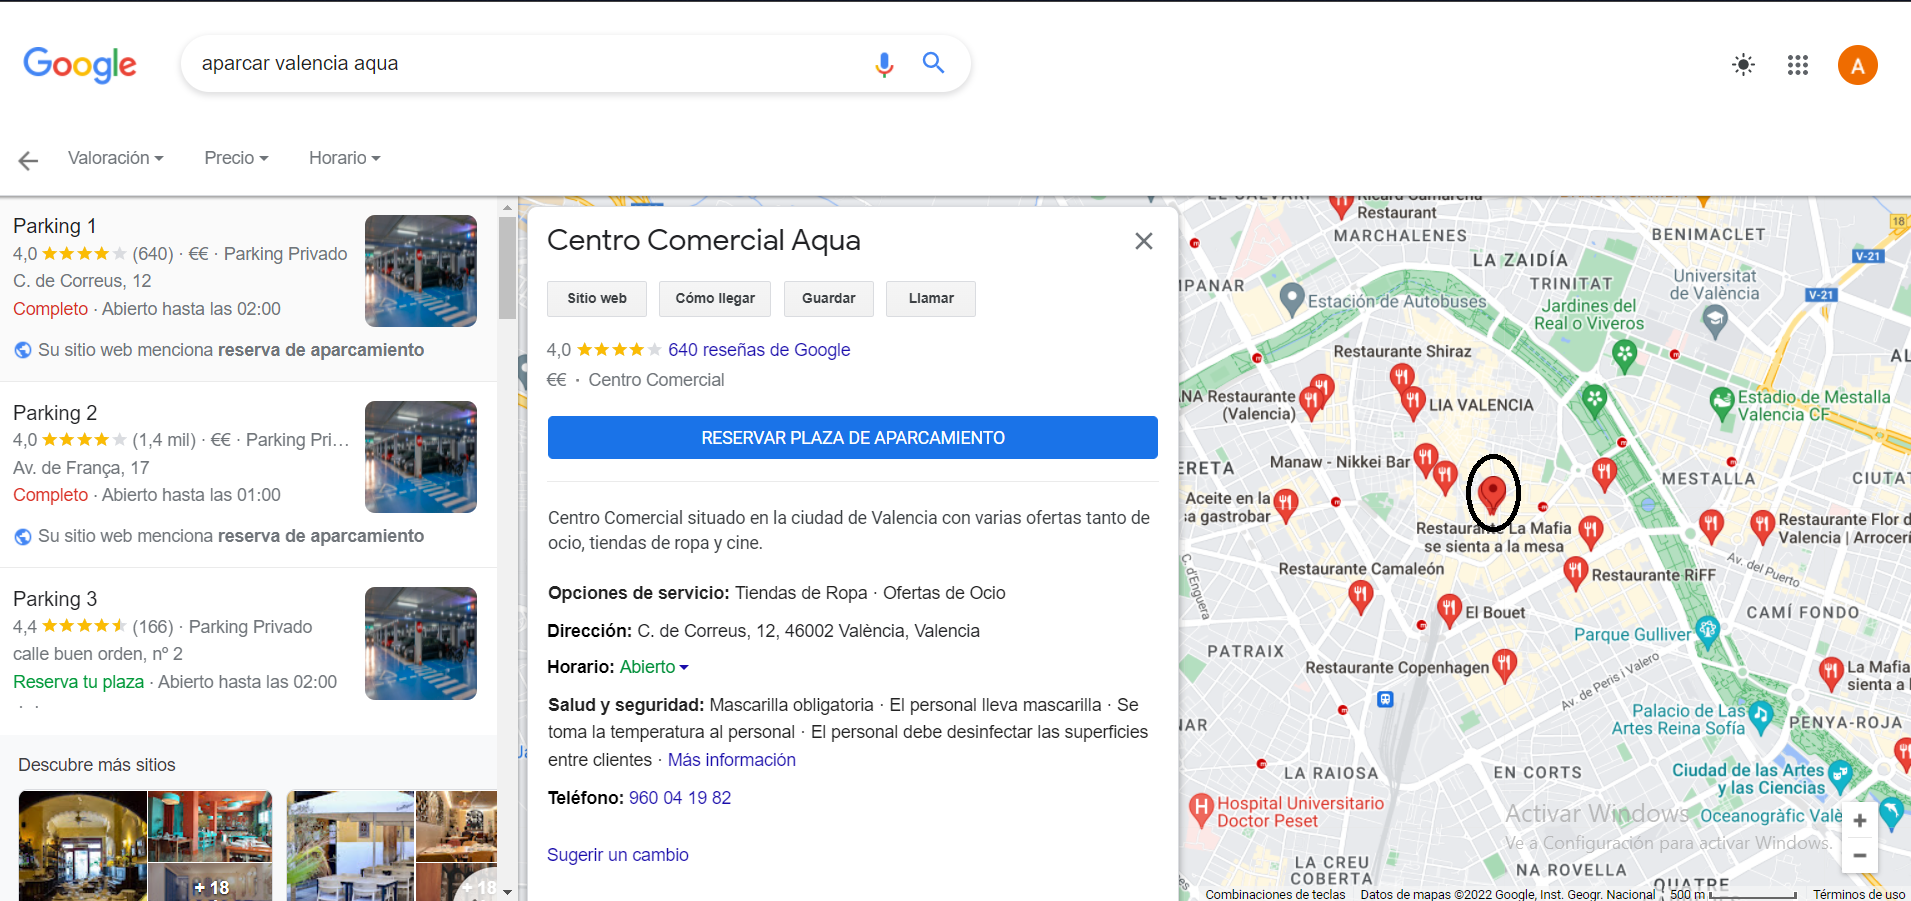 Google
aparcar valencia aqua
A
Valoración
Precio
Horario
Parking 1
4,0 (640) · €€ · Parking Privado
C. de Correus, 12
Completo · Abierto hasta las 02:00
Su sitio web menciona reserva de aparcamiento
Parking 2
4,0 (1,4 mil) · €€ · Parking Pri...
Av. de França, 17
Completo · Abierto hasta las 01:00
Su sitio web menciona reserva de aparcamiento
Parking 3
4,4 (166) · Parking Privado
calle buen orden, nº 2
Reserva tu plaza · Abierto hasta las 02:00
Descubre más sitios
+ 18
+ 18
Centro Comercial Aqua
Sitio web
Cómo llegar
Guardar
Llamar
4,0 640 reseñas de Google
€€ · Centro Comercial
RESERVAR PLAZA DE APARCAMIENTO
Centro Comercial situado en la ciudad de Valencia con varias ofertas tanto de
ocio, tiendas de ropa y cine.
Opciones de servicio: Tiendas de Ropa · Ofertas de Ocio
Dirección: C. de Correus, 12, 46002 València, Valencia
Horario: Abierto
Salud y seguridad: Mascarilla obligatoria · El personal lleva mascarilla · Se
toma la temperatura al personal · El personal debe desinfectar las superficies
entre clientes · Más información
Teléfono: 960 04 19 82
Sugerir un cambio
Restaurant
MARCHALENES
BENIMACLET
18
V-21
LA ZAIDÍA
TRINITAT
Universitat
de València
V-21
MPANAR
Estación de Autobuses
Jardines del
Real o Viveros
Restaurante Shiraz
AL
NA Restaurante
(Valencia)
LIA VALENCIA
Estadio de Mestalla
Valencia CF
Manaw - Nikkei Bar
ERETA
MESTALLA
CIUTAT
Aceite en la
sa gastrobar
Restaurante La Mafia
se sienta a la mesa
Restaurante Flor d
Valencia | Arrocerí
C. d'Enguera
Restaurante Camaleón
Restaurante RiFF
Av. del Puerto
El Bouet
CAMÍ FONDO
Parque Gulliver
PATRAIX
Restaurante Copenhagen
Av. de Peris i Valero
La Mafia
sienta a l
NAR
Palacio de Las
Artes Reina Sofía
PENYA-ROJA
LA RAIOSA
EN CORTS
Ciudad de las Artes
y las Ciencias
H
Hospital Universitario
Doctor Peset
Activar Windows
Ve a Configuración para activar Windows.
Oceanogràfic Valè
+
−
LA CREU
COBERTA
NA ROVELLA
QUATRE
Combinaciones de teclas
Datos de mapas ©2022 Google, Inst. Geogr. Nacional
500 m
Términos de uso